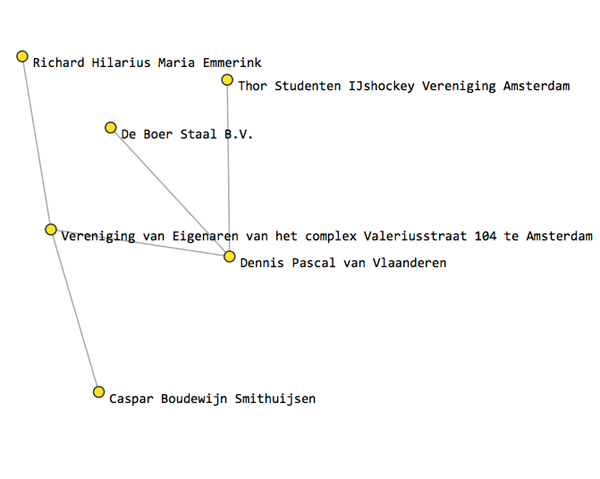 Richard Hilarius Maria Emmerink
Thor Studenten IJshockey Vereniging Amsterdam
De Boer Staal B.V.
Vereniging van Eigenaren van het complex Valeriusstraat 104 te Amsterdam
Dennis Pascal van Vlaanderen
Caspar Boudewijn Smithuijsen